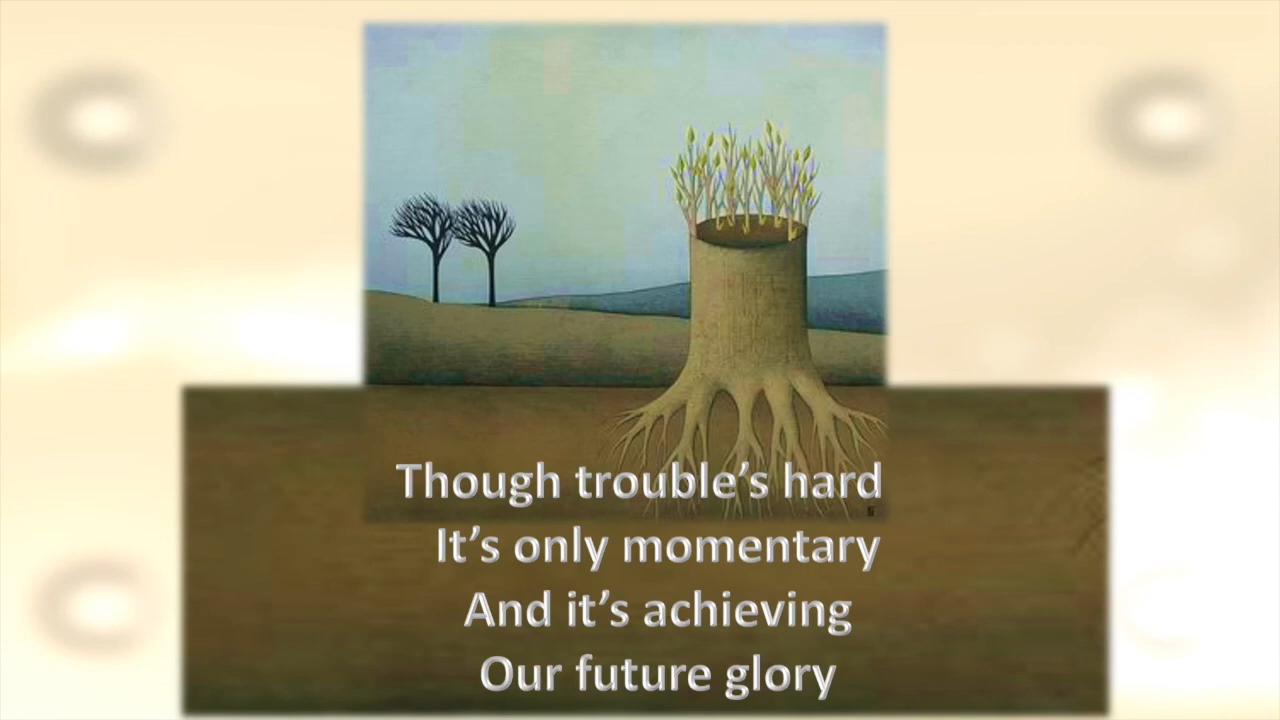 Though trouble’s hard
It’s only momentary
And it’s achieving
Our future glory